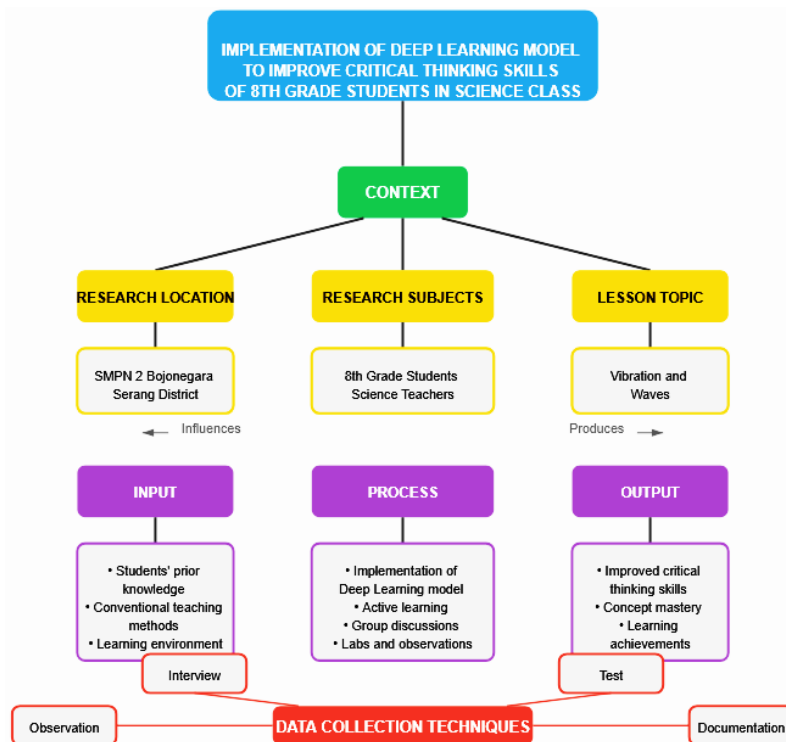 IMPLEMENTATION OF DEEP LEARNING MODEL
TO IMPROVE CRITICAL THINKING SKILLS
OF 8TH GRADE STUDENTS IN SCIENCE CLASS
CONTEXT
RESEARCH LOCATION
RESEARCH SUBJECTS
LESSON TOPIC
SMPN 2 Bojonegara
Serang District
8th Grade Students
Science Teachers
Vibration and
Waves
Influences
Produces
INPUT
PROCESS
OUTPUT
• Students' prior
knowledge
• Conventional teaching
methods
• Learning environment
• Implementation of
Deep Learning model
• Active learning
• Group discussions
• Labs and observations
• Improved critical
thinking skills
• Concept mastery
• Learning
achievements
Interview
Test
Observation
DATA COLLECTION TECHNIQUES
Documentation